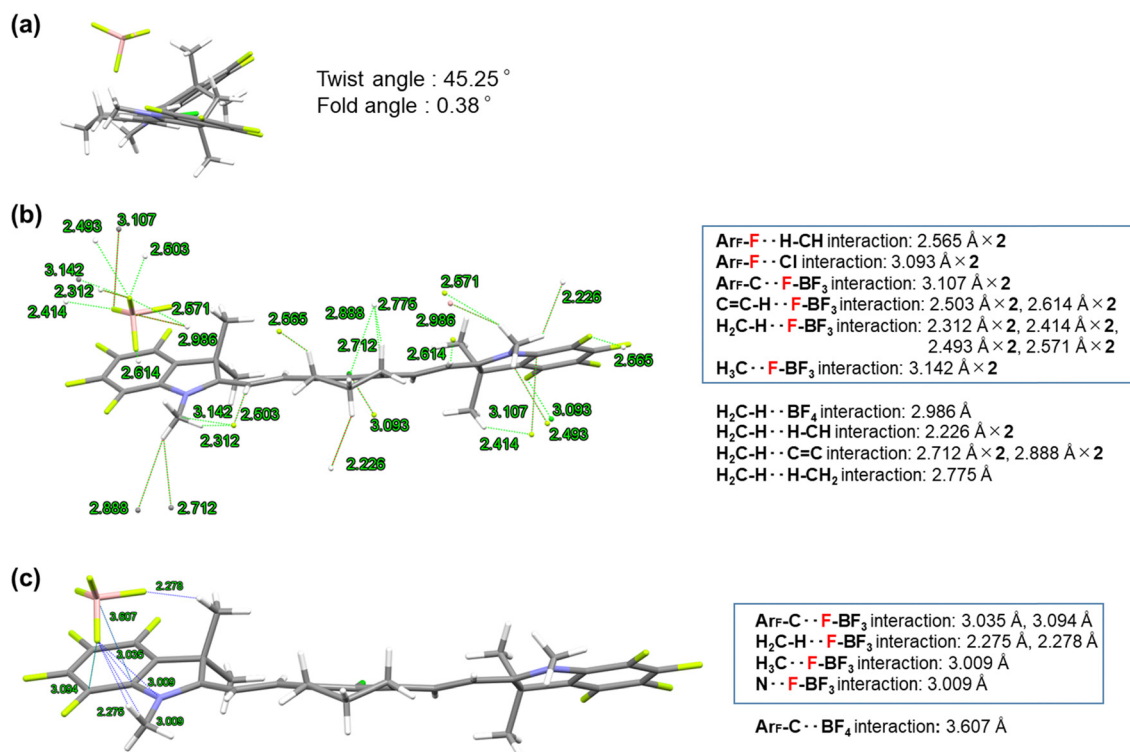 (a)
Twist angle : 45.25°
Fold angle : 0.38°
(b)
2.493
3.107
2.503
3.142
2.312
2.414
2.571
2.986
2.614
3.142
2.503
2.312
2.888
2.712
2.565
2.888
2.775
2.712
2.226
3.093
2.571
2.986
2.614
2.226
2.565
3.107
3.093
2.414
2.493
ArF-F··H-CH interaction: 2.565 Å×2
ArF-F··Cl interaction: 3.093 Å×2
ArF-C··F-BF3 interaction: 3.107 Å×2
C=C-H··F-BF3 interaction: 2.503 Å×2, 2.614 Å×2
H2C-H··F-BF3 interaction: 2.312 Å×2, 2.414 Å×2,
2.493 Å×2, 2.571 Å×2
H3C··F-BF3 interaction: 3.142 Å×2
H2C-H··BF4 interaction: 2.986 Å
H2C-H··H-CH interaction: 2.226 Å×2
H2C-H··C=C interaction: 2.712 Å×2, 2.888 Å×2
H2C-H··H-CH2 interaction: 2.775 Å
(c)
2.278
3.607
3.035
3.009
3.094
2.275
3.009
ArF-C··F-BF3 interaction: 3.035 Å, 3.094 Å
H2C-H··F-BF3 interaction: 2.275 Å, 2.278 Å
H3C··F-BF3 interaction: 3.009 Å
N··F-BF3 interaction: 3.009 Å
ArF-C··BF4 interaction: 3.607 Å